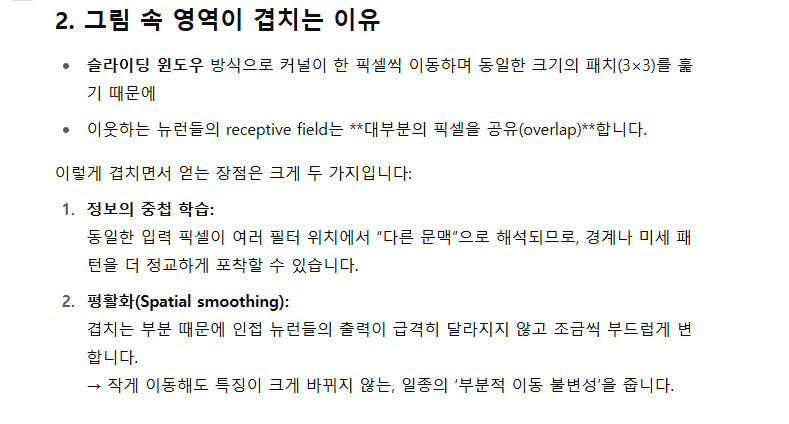 2. 그림 속 영역이 겹치는 이유
• 슬라이딩 윈도우 방식으로 커널이 한 픽셀씩 이동하며 동일한 크기의 패치(3×3)를 훑
기 때문에
• 이웃하는 뉴런들의 receptive field는 **대부분의 픽셀을 공유(overlap)**합니다.
이렇게 겹치면서 얻는 장점은 크게 두 가지입니다:
1. 정보의 중첩 학습:
동일한 입력 픽셀이 여러 필터 위치에서 “다른 문맥”으로 해석되므로, 경계나 미세 패
턴을 더 정교하게 포착할 수 있습니다.
2. 평활화(Spatial smoothing):
겹치는 부분 때문에 인접 뉴런들의 출력이 급격히 달라지지 않고 조금씩 부드럽게 변
합니다.
→ 작게 이동해도 특징이 크게 바뀌지 않는, 일종의 ‘부분적 이동 불변성’을 줍니다.